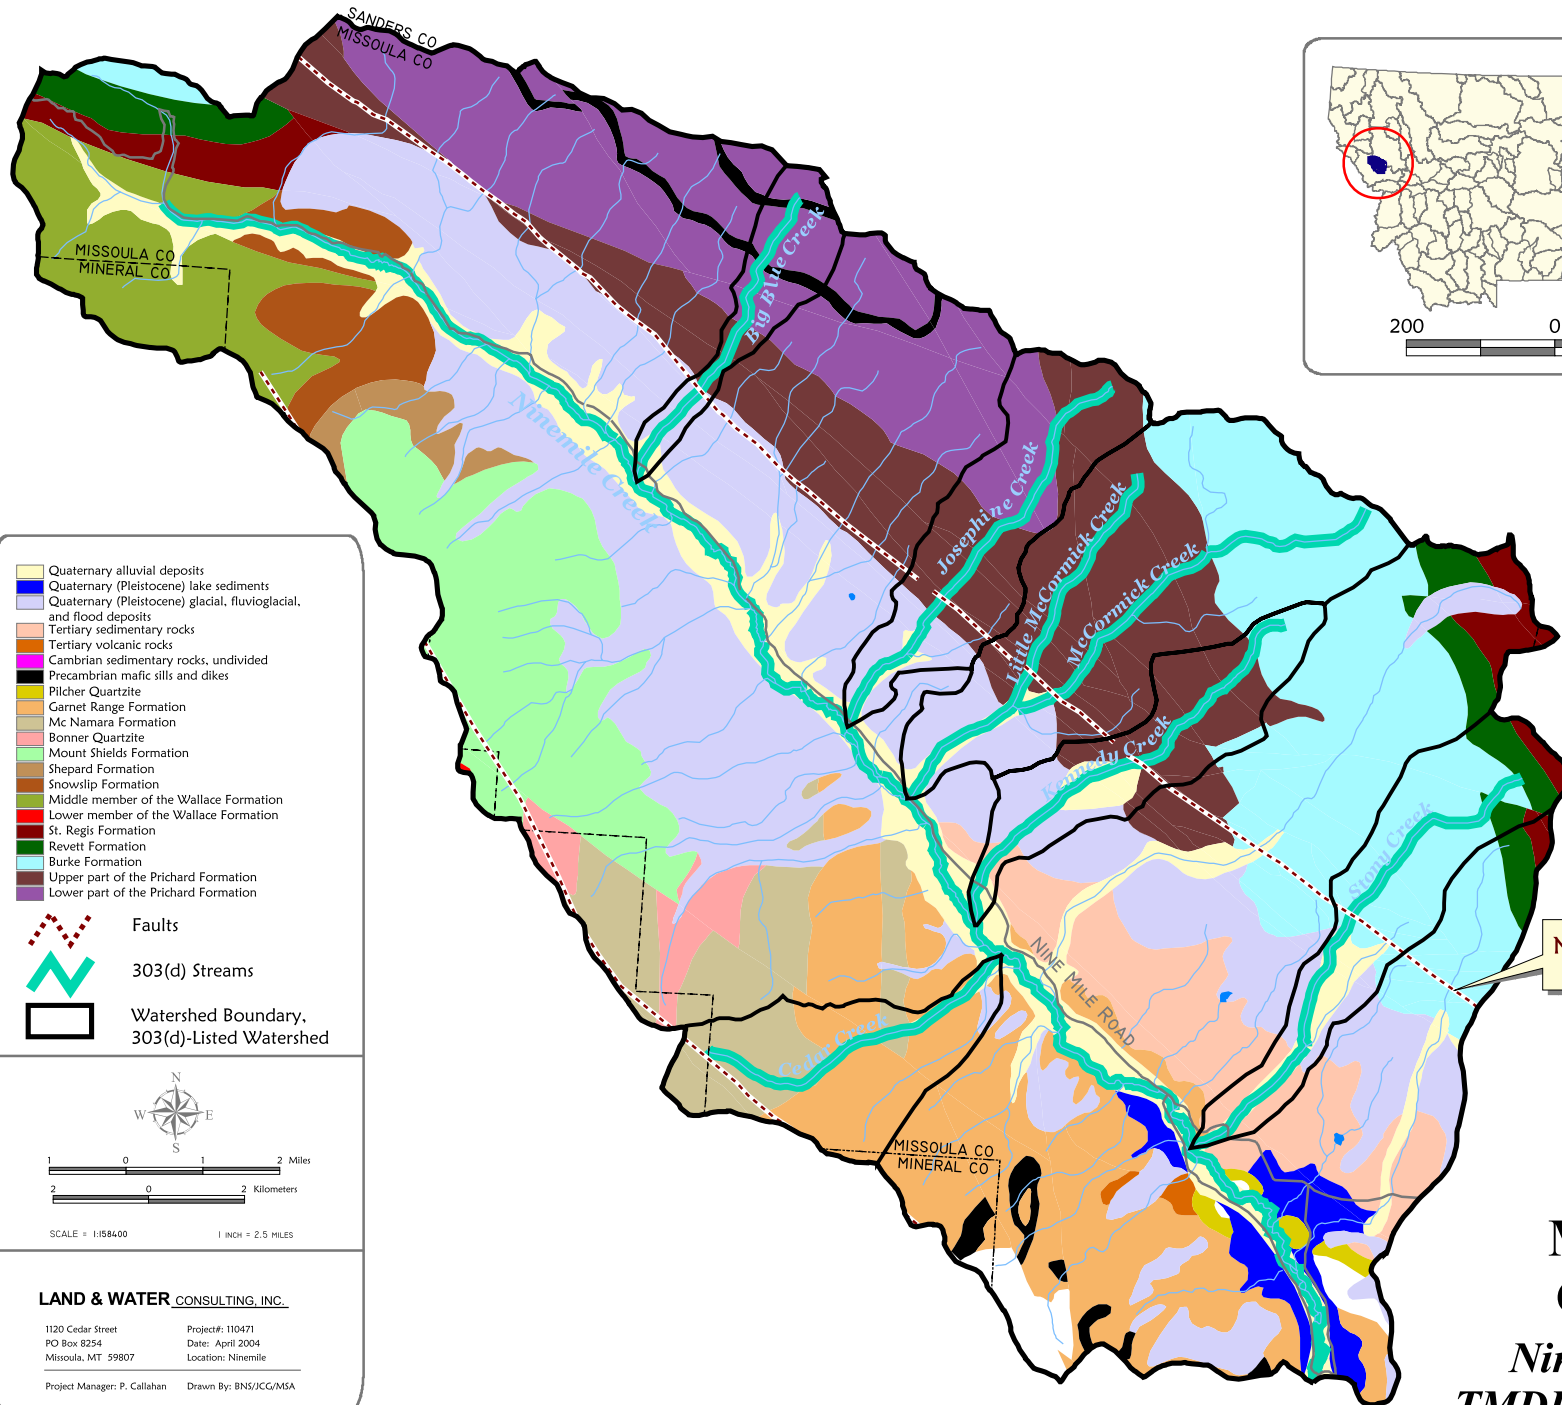 SANDERS CO
MISSOULA CO
200
0
MISSOULA CO
MINERAL CO
Big Blue Creek
Ninemile Creek
Josephine Creek
Little McCormick Creek
McCormick Creek
Kennedy Creek
Stony Creek
Cedar Creek
NINE MILE ROAD
MISSOULA CO
MINERAL CO
Quaternary alluvial deposits
Quaternary (Pleistocene) lake sediments
Quaternary (Pleistocene) glacial, fluvioglacial,
and flood deposits
Tertiary sedimentary rocks
Tertiary volcanic rocks
Cambrian sedimentary rocks, undivided
Precambrian mafic sills and dikes
Pilcher Quartzite
Garnet Range Formation
Mc Namara Formation
Bonner Quartzite
Mount Shields Formation
Shepard Formation
Snowslip Formation
Middle member of the Wallace Formation
Lower member of the Wallace Formation
St. Regis Formation
Revett Formation
Burke Formation
Upper part of the Prichard Formation
Lower part of the Prichard Formation
Faults
303(d) Streams
Watershed Boundary,
303(d)-Listed Watershed
N
W E
S
1 0 1 2 Miles
2 0 2 Kilometers
SCALE = 1:158400 1 INCH = 2.5 MILES
LAND & WATER CONSULTING, INC.
1120 Cedar Street Project#: 110471
PO Box 8254 Date: April 2004
Missoula, MT 59807 Location: Ninemile
Project Manager: P. Callahan Drawn By: BNS/JCG/MSA
N
M
Nin
TMDL